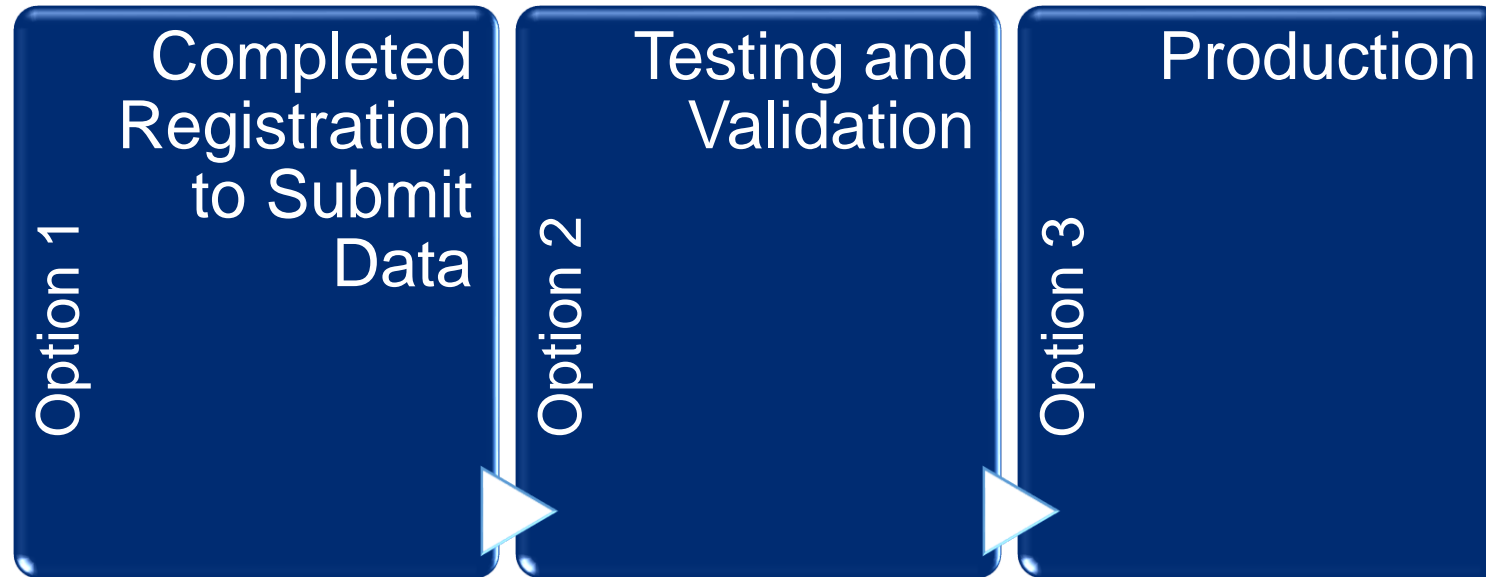 Option 1
Completed
Registration
to Submit
Data
Option 2
Testing and
Validation
Option 3
Production